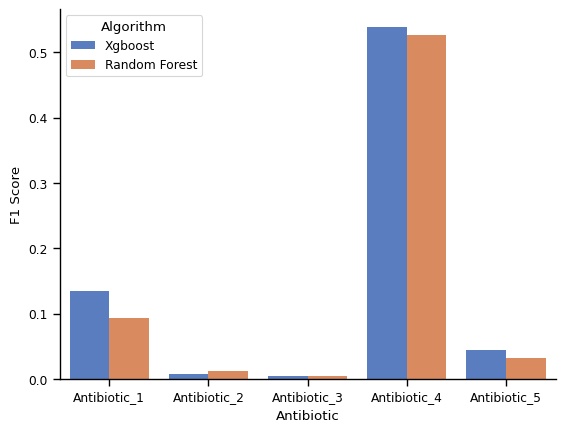 Algorithm
Xgboost
Random Forest
F1 Score
0.5
0.4
0.3
0.2
0.1
0.0
Antibiotic_1 Antibiotic_2 Antibiotic_3 Antibiotic_4 Antibiotic_5
Antibiotic